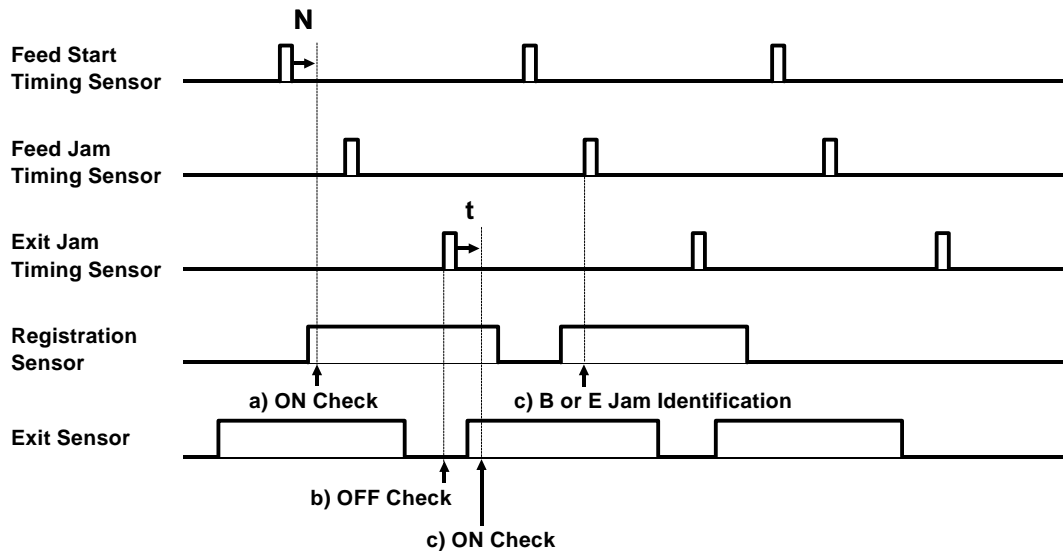 N
Feed Start
Timing Sensor
Feed Jam
Timing Sensor
t
Exit Jam
Timing Sensor
Registration
Sensor
a) ON Check
c) B or E Jam Identification
Exit Sensor
b) OFF Check
c) ON Check